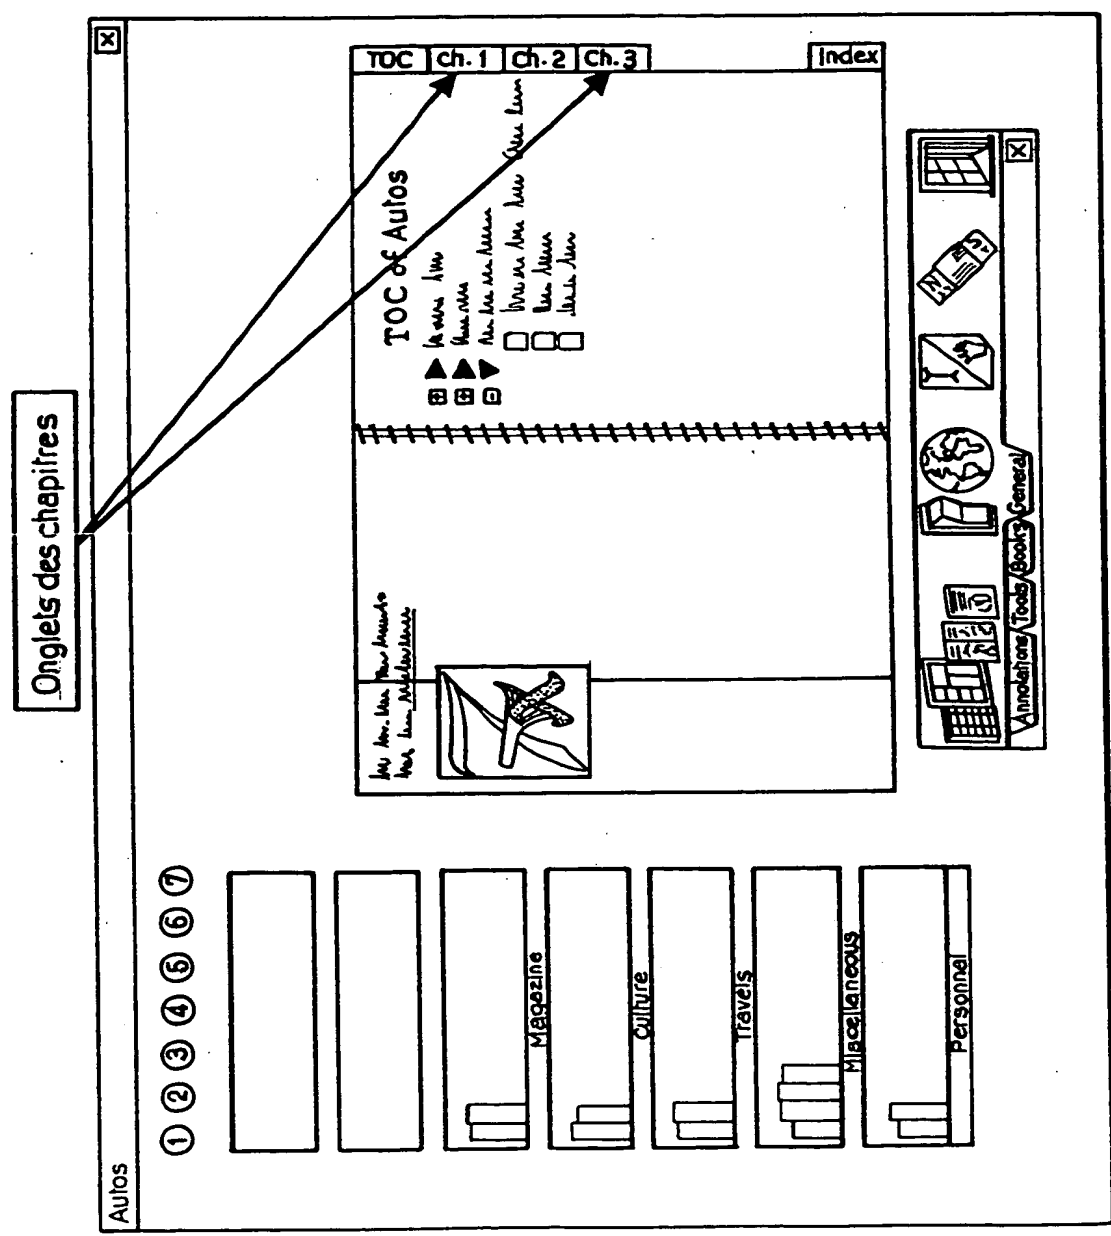 Onglets des chapitres
Autos
X
1 2 3 4 5 6 7
Magazine
Culture
Travels
Miscellaneous
Personnal
TOC
Ch. 1
Ch. 2
Ch. 3
Index
TOC of Autos
Annotations
Tools
Books
General
X